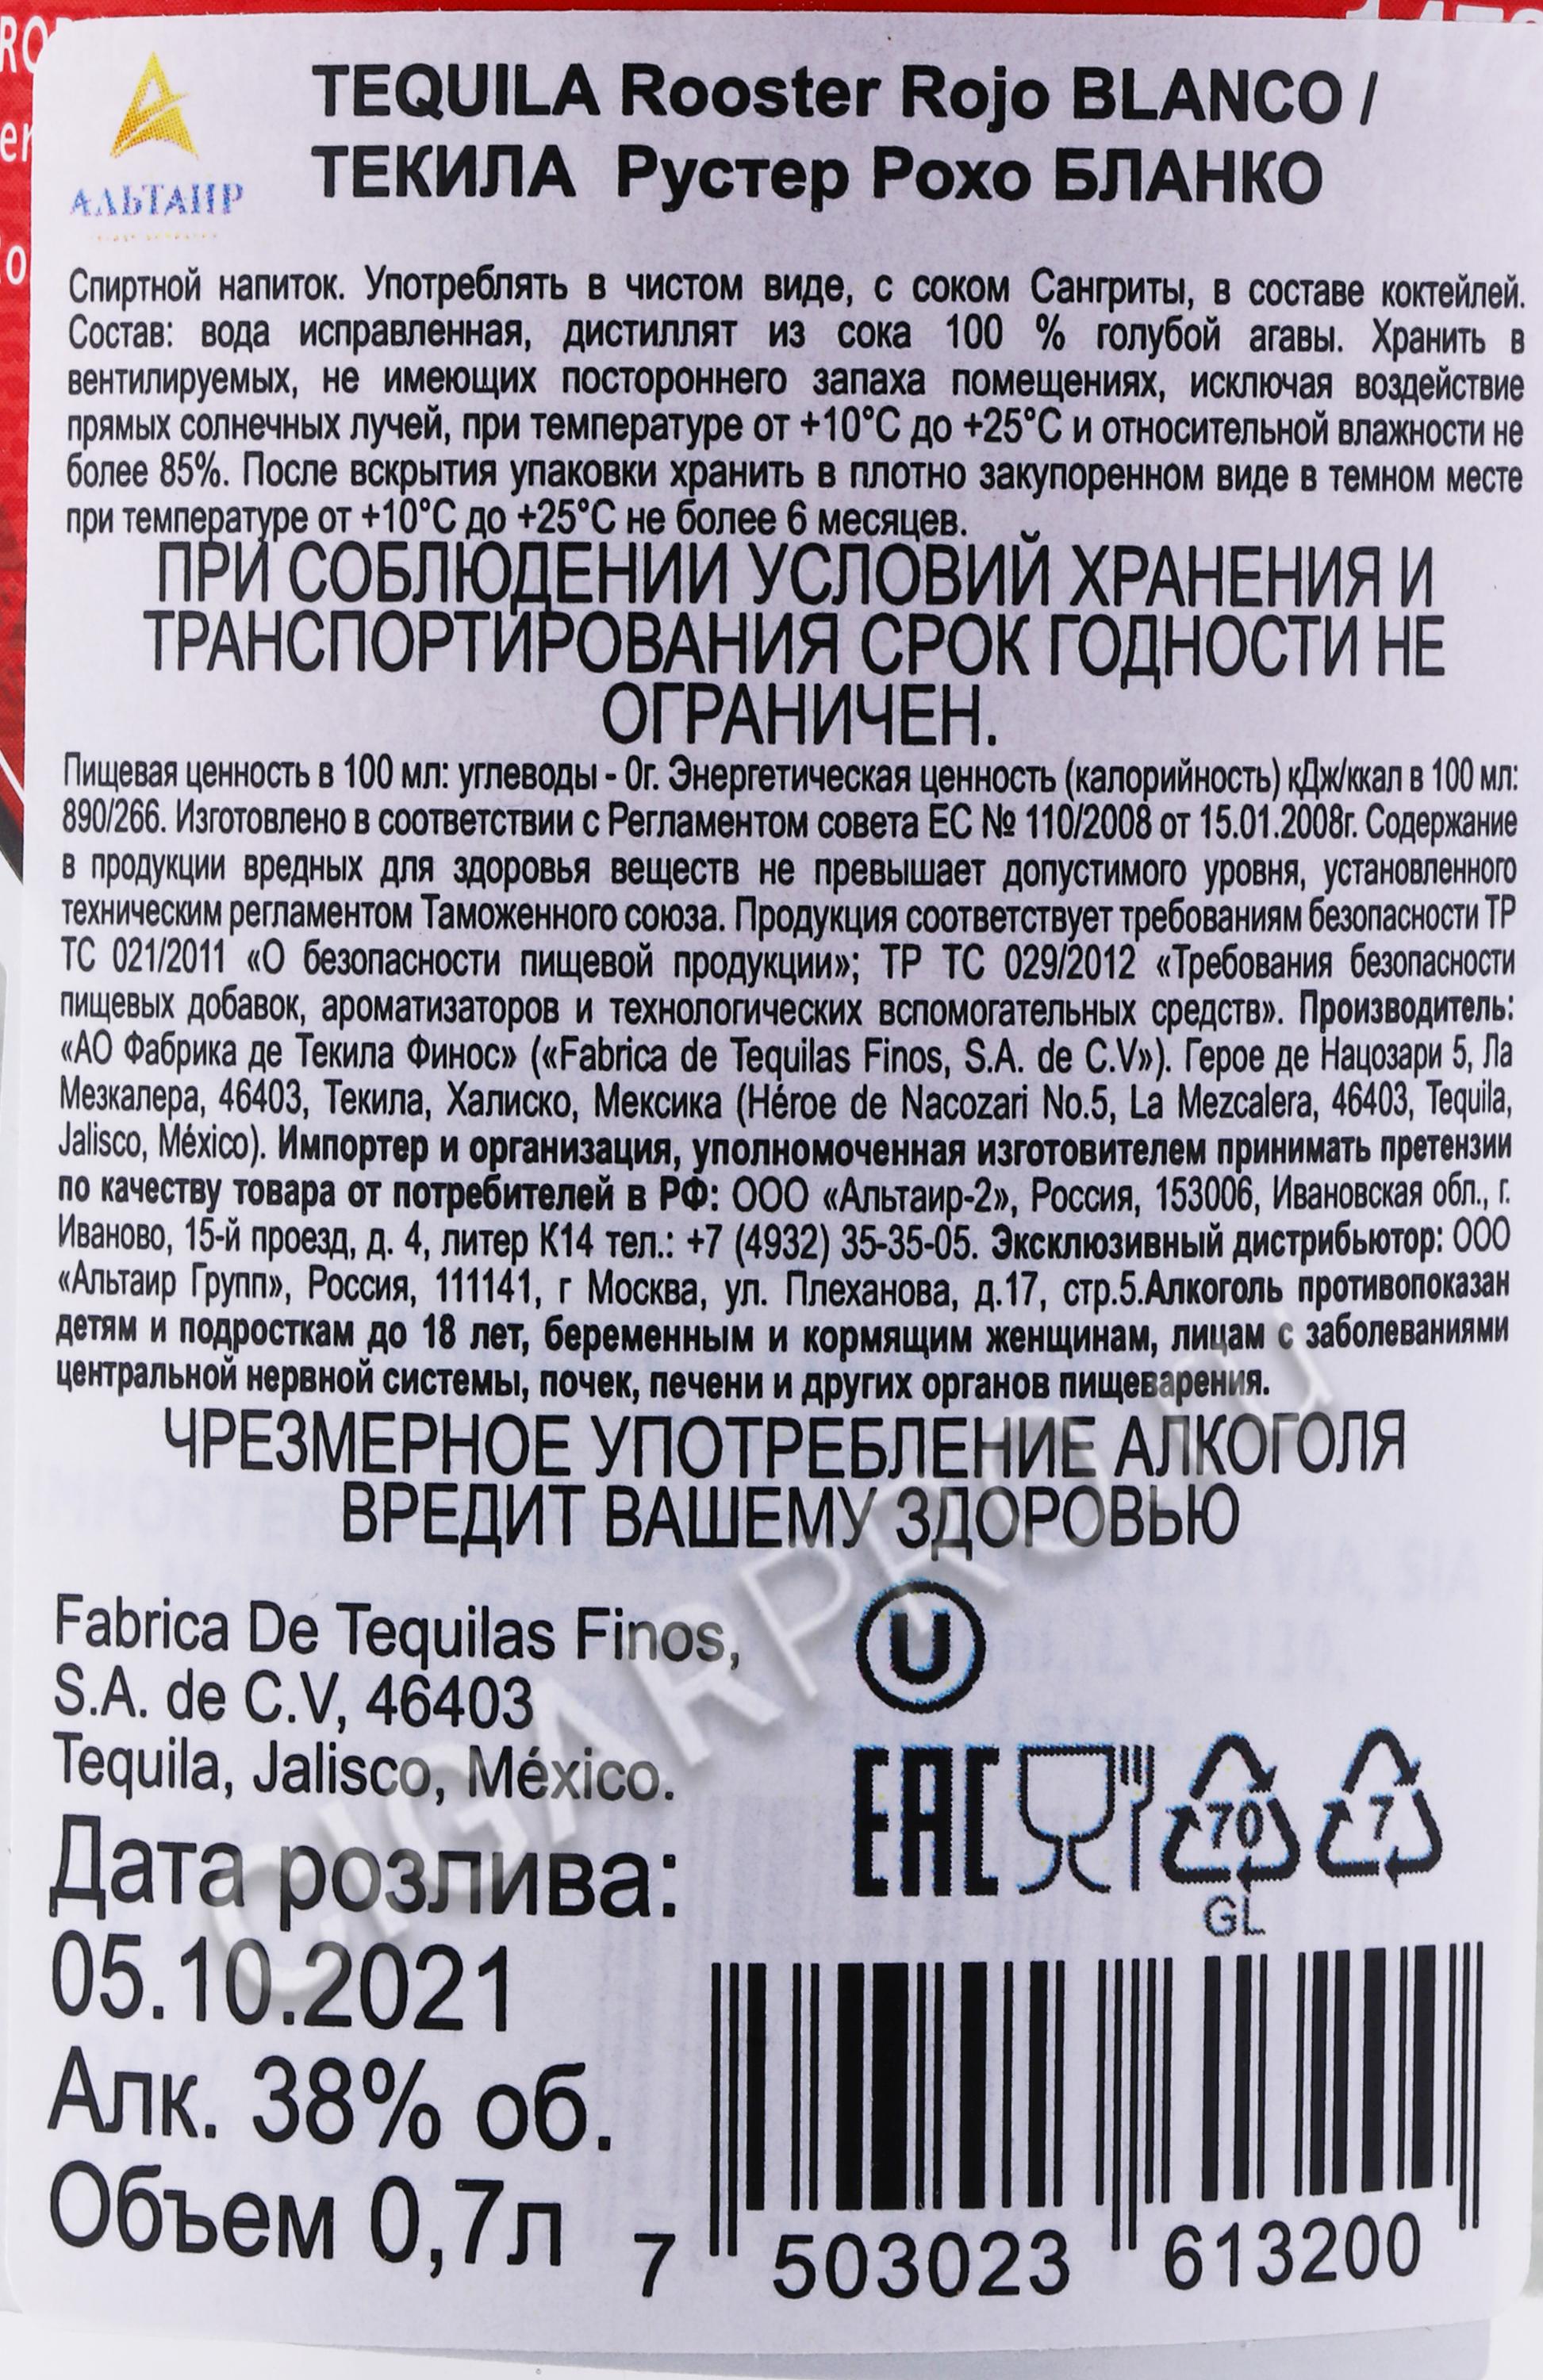 TEQUILA Rooster Rojo BLANCO /
ТЕКИЛА Рустер Рохо БЛАНКО
АЛЬТАИР
Спиртной напиток. Употреблять в чистом виде, с соком Сангриты, в составе коктейлей.
Состав: вода исправленная, дистиллят из сока 100 % голубой агавы. Хранить в
вентилируемых, не имеющих постороннего запаха помещениях, исключая воздействие
прямых солнечных лучей, при температуре от +10°С до +25°С и относительной влажности не
более 85%. После вскрытия упаковки хранить в плотно закупоренном виде в темном месте
при температуре от +10°С до +25°С не более 6 месяцев.
ПРИ СОБЛЮДЕНИИ УСЛОВИЙ ХРАНЕНИЯ И
ТРАНСПОРТИРОВАНИЯ СРОК ГОДНОСТИ НЕ
ОГРАНИЧЕН.
Пищевая ценность в 100 мл: углеводы - 0г. Энергетическая ценность (калорийность) кДж/ккал в 100 мл:
890/266. Изготовлено в соответствии с Регламентом совета ЕС № 110/2008 от 15.01.2008г. Содержание
в продукции вредных для здоровья веществ не превышает допустимого уровня, установленного
техническим регламентом Таможенного союза. Продукция соответствует требованиям безопасности ТР
ТС 021/2011 «О безопасности пищевой продукции»; ТР ТС 029/2012 «Требования безопасности
пищевых добавок, ароматизаторов и технологических вспомогательных средств». Производитель:
«АО Фабрика де Текила Финос» («Fabrica de Tequilas Finos, S.A. de C.V»). Герое де Нацозари 5, Ла
Мезкалера, 46403, Текила, Халиско, Мексика (Héroe de Nacozari No.5, La Mezcalera, 46403, Tequila,
Jalisco, México). Импортер и организация, уполномоченная изготовителем принимать претензии
по качеству товара от потребителей в РФ: ООО «Альтаир-2», Россия, 153006, Ивановская обл., г.
Иваново, 15-й проезд, д. 4, литер К14 тел.: +7 (4932) 35-35-05. Эксклюзивный дистрибьютор: ООО
«Альтаир Групп», Россия, 111141, г Москва, ул. Плеханова, д.17, стр.5.Алкоголь противопоказан
детям и подросткам до 18 лет, беременным и кормящим женщинам, лицам с заболеваниями
центральной нервной системы, почек, печени и других органов пищеварения.
ЧРЕЗМЕРНОЕ УПОТРЕБЛЕНИЕ АЛКОГОЛЯ
ВРЕДИТ ВАШЕМУ ЗДОРОВЬЮ
Fabrica De Tequilas Finos,
S.A. de C.V, 46403
Tequila, Jalisco, México.
U
EAC
70
GL
7
Дата розлива:
05.10.2021
Алк. 38% об.
Объем 0,7л
7 503023 613200
CIGARPRO.ru